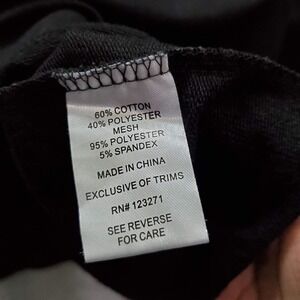 60% COTTON
40% POLYESTER
MESH
95% POLYESTER
5% SPANDEX
MADE IN CHINA
EXCLUSIVE OF TRIMS
RN# 123271
SEE REVERSE
FOR CARE